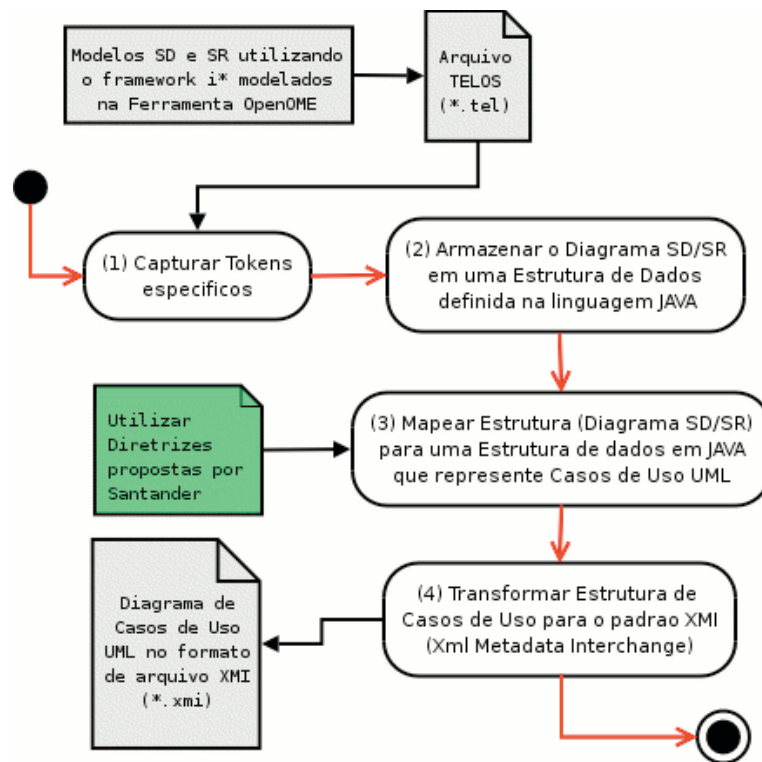 Modelos SD e SR utilizando
o framework i* modelados
na Ferramenta OpenOME
Arquivo
TELOS
(*.tel)
(1) Capturar Tokens
especificos
(2) Armazenar o Diagrama SD/SR
em uma Estrutura de Dados
definida na linguagem JAVA
Utilizar
Diretrizes
propostas por
Santander
(3) Mapear Estrutura (Diagrama SD/SR)
para uma Estrutura de dados em JAVA
que represente Casos de Uso UML
Diagrama de
Casos de Uso
UML no formato
de arquivo XMI
(*.xmi)
(4) Transformar Estrutura de
Casos de Uso para o padrao XMI
(Xml Metadata Interchange)